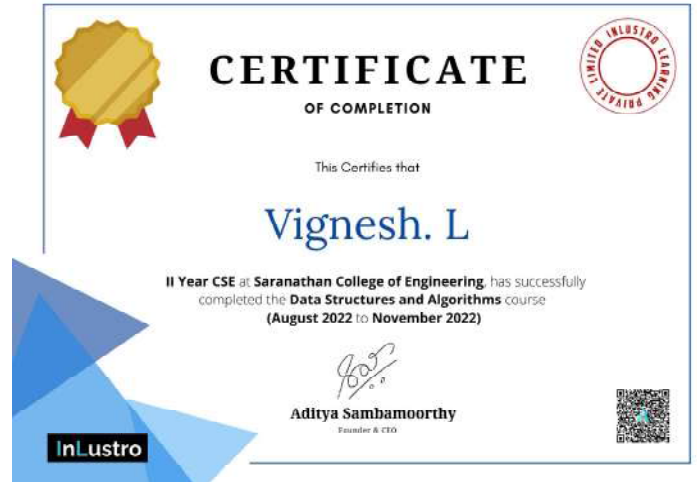 CERTIFICATE
OF COMPLETION
INLUSTRO LEARNING PRIVATE LIMITED
This Certifies that
Vignesh. L
II Year CSE at Saranathan College of Engineering, has successfully
completed the Data Structures and Algorithms course
(August 2022 to November 2022)
Aditya Sambamoorthy
Founder & CEO
InLustro